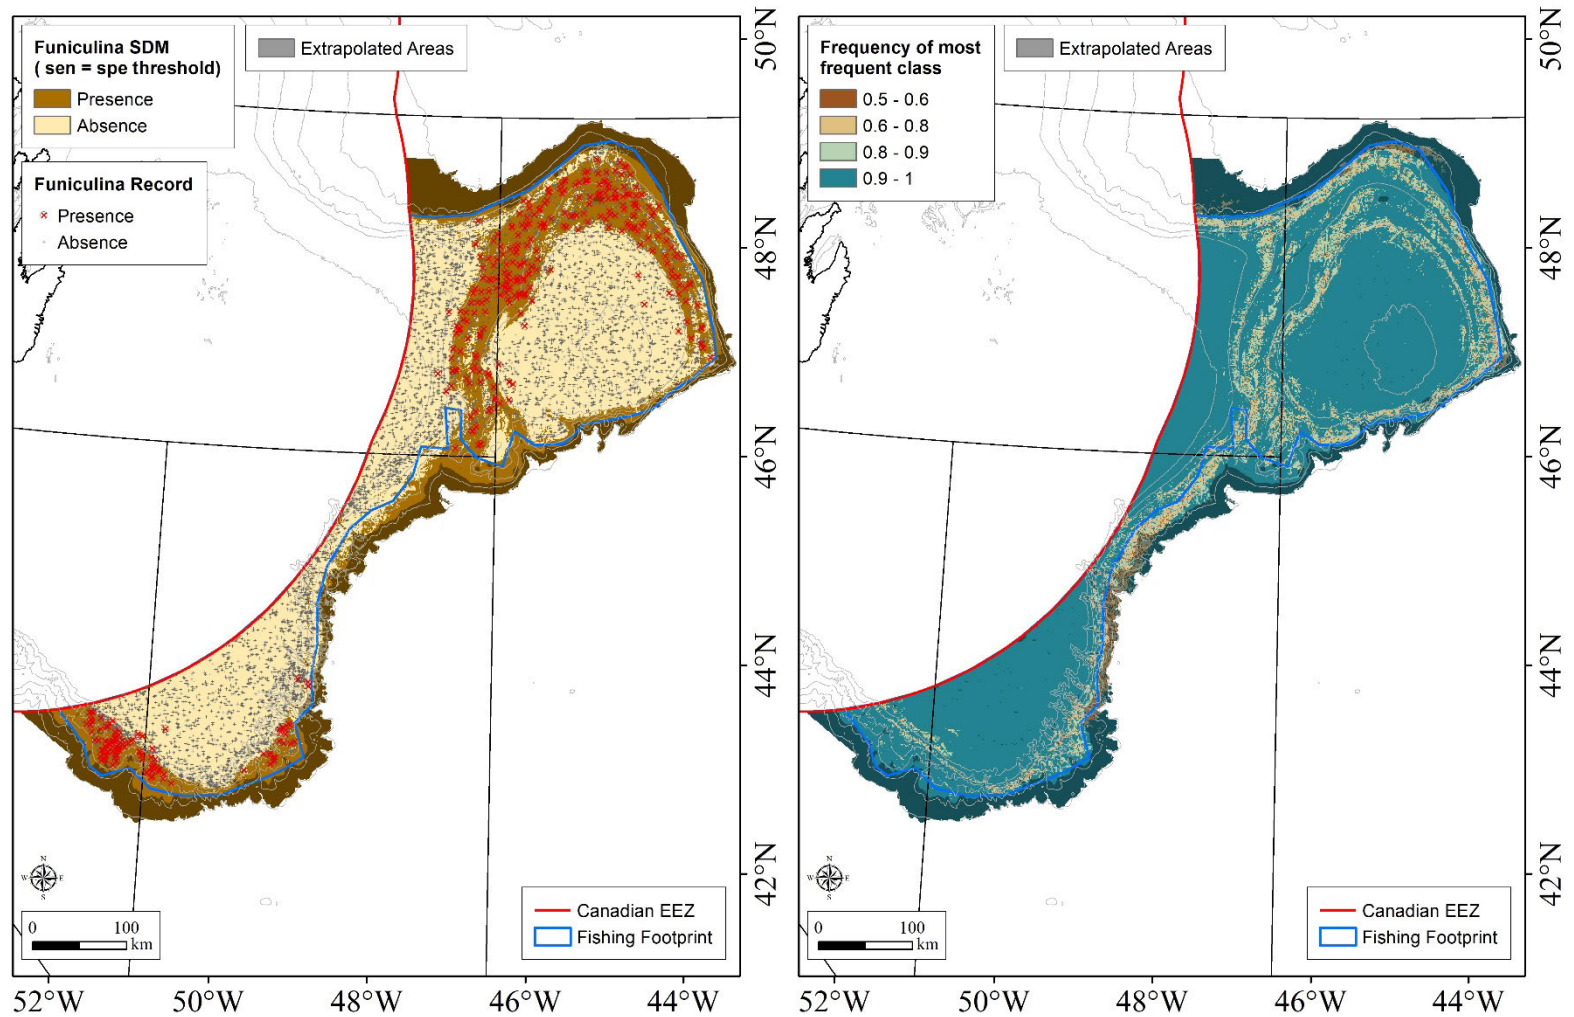 Funiculina SDM
( sen = spe threshold)
Presence
Absence
Extrapolated Areas
Funiculina Record
Presence
Absence
N
W
E
S
0
100
km
Canadian EEZ
Fishing Footprint
50°N
48°N
46°N
44°N
42°N
52°W
50°W
48°W
46°W
44°W
Frequency of most
frequent class
0.5 - 0.6
0.6 - 0.8
0.8 - 0.9
0.9 - 1
Extrapolated Areas
N
W
E
S
0
100
km
Canadian EEZ
Fishing Footprint
50°N
48°N
46°N
44°N
42°N
52°W
50°W
48°W
46°W
44°W